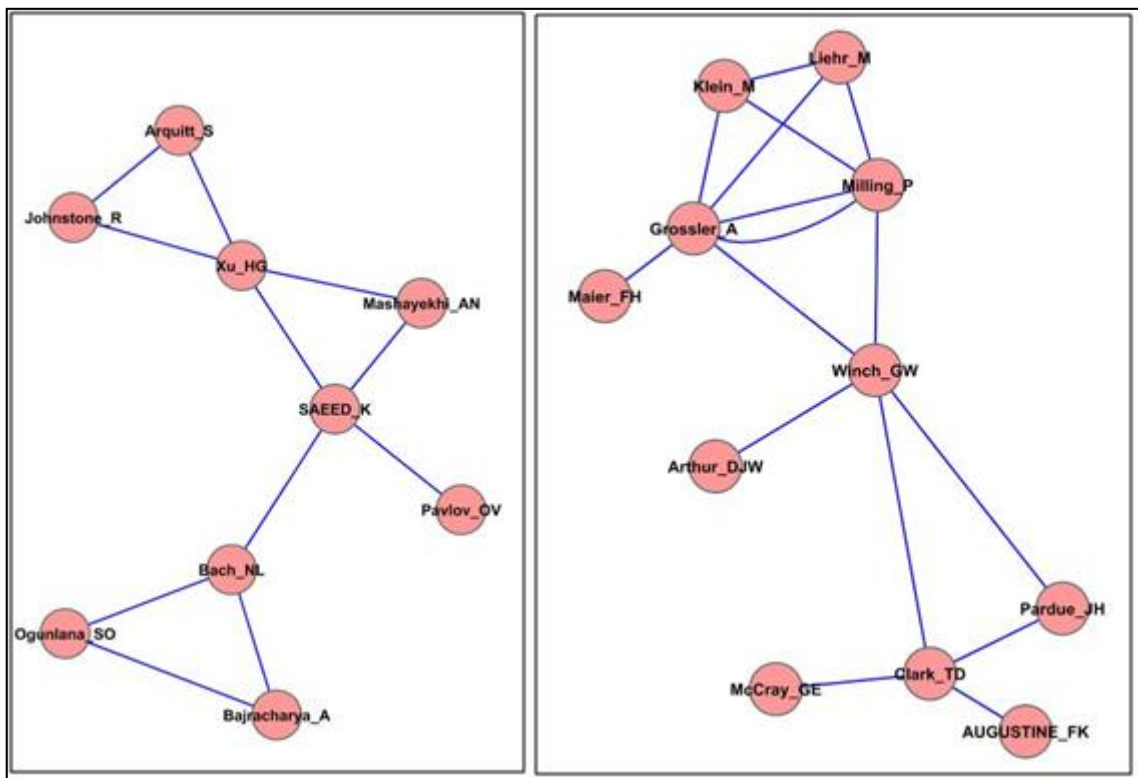 Arquitt_S
Johnstone_R
Xu_HG
Mashayekhi_AN
SAEED_K
Pavlov_OV
Bach_NL
Ogunlana_SO
Bajracharya_A
Liehr_M
Klein_M
Milling_P
Grossler_A
Maier_FH
Winch_GW
Arthur_DJW
Pardue_JH
Clark_TD
McCray_GE
AUGUSTINE_FK